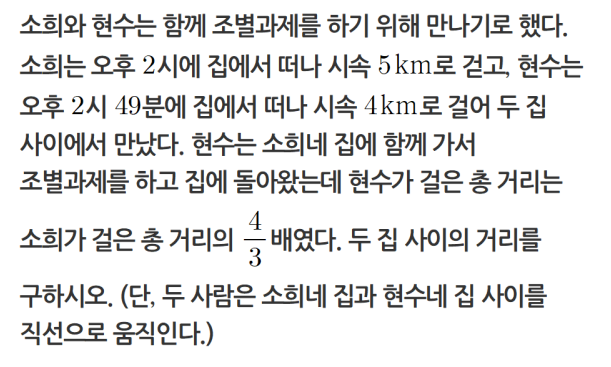 소희와 현수는 함께 조별과제를 하기 위해 만나기로 했다.
소희는 오후 2시에 집에서 떠나 시속 5km로 걷고, 현수는
오후 2시 49분에 집에서 떠나 시속 4km로 걸어 두 집
사이에서 만났다. 현수는 소희네 집에 함께 가서
조별과제를 하고 집에 돌아왔는데 현수가 걸은 총 거리는
소희가 걸은 총 거리의 4/3배였다. 두 집 사이의 거리를
구하시오. (단, 두 사람은 소희네 집과 현수네 집 사이를
직선으로 움직인다.)